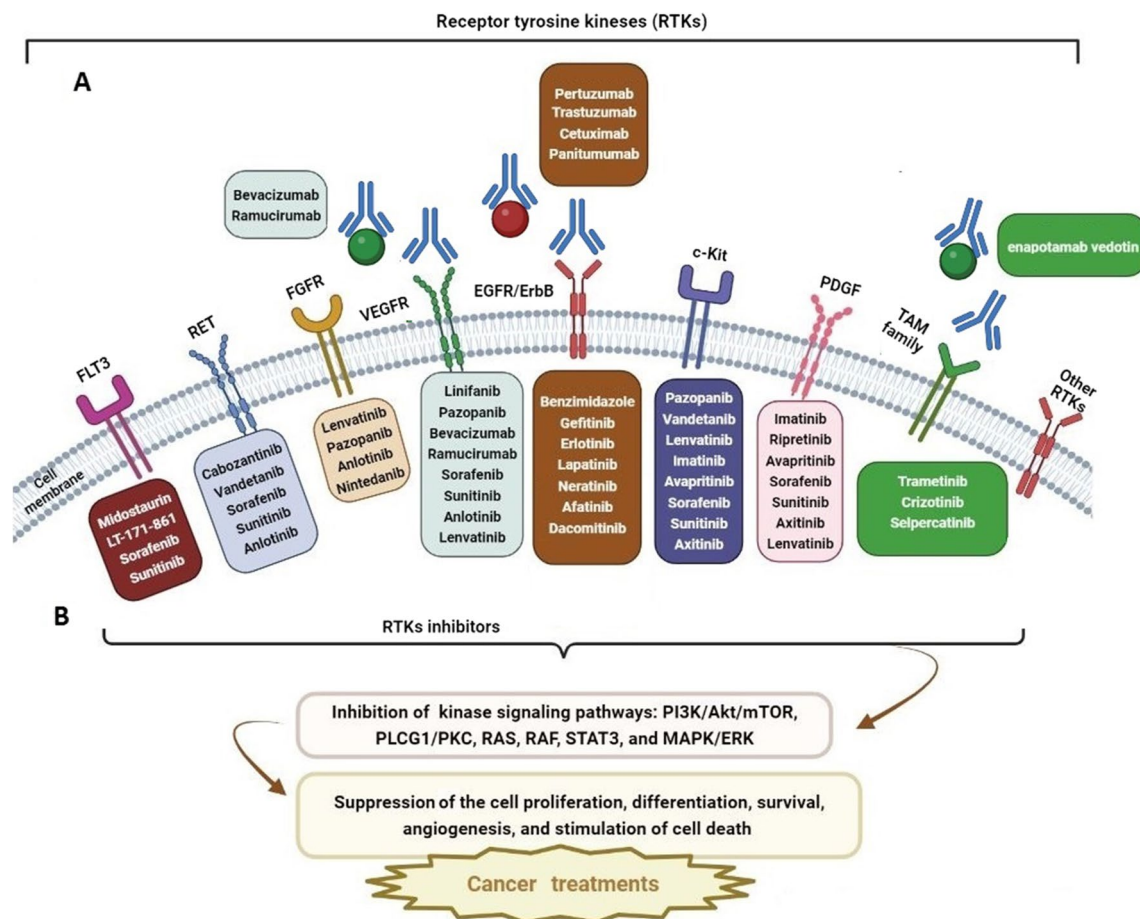 Receptor tyrosine kineses (RTKs)
A
Pertuzumab
Trastuzumab
Cetuximab
Panitumumab
Bevacizumab
Ramucirumab
enapotamab vedotin
FLT3
RET
FGFR
VEGFR
EGFR/ErbB
c-Kit
PDGF
TAM
family
Other
RTKs
Cell
membrane
Midostaurin
LT-171-861
Sorafenib
Sunitinib
Cabozantinib
Vandetanib
Sorafenib
Sunitinib
Anlotinib
Lenvatinib
Pazopanib
Anlotinib
Nintedanib
Linifanib
Pazopanib
Bevacizumab
Ramucirumab
Sorafenib
Sunitinib
Anlotinib
Lenvatinib
Benzimidazole
Gefitinib
Erlotinib
Lapatinib
Neratinib
Afatinib
Dacomitinib
Pazopanib
Vandetanib
Lenvatinib
Imatinib
Avapritinib
Sorafenib
Sunitinib
Axitinib
Imatinib
Ripretinib
Avapritinib
Sorafenib
Sunitinib
Axitinib
Lenvatinib
Trametinib
Crizotinib
Selpercatinib
B
RTKs inhibitors
Inhibition of kinase signaling pathways: PI3K/Akt/mTOR,
PLCG1/PKC, RAS, RAF, STAT3, and MAPK/ERK
Suppression of the cell proliferation, differentiation, survival,
angiogenesis, and stimulation of cell death
Cancer treatments